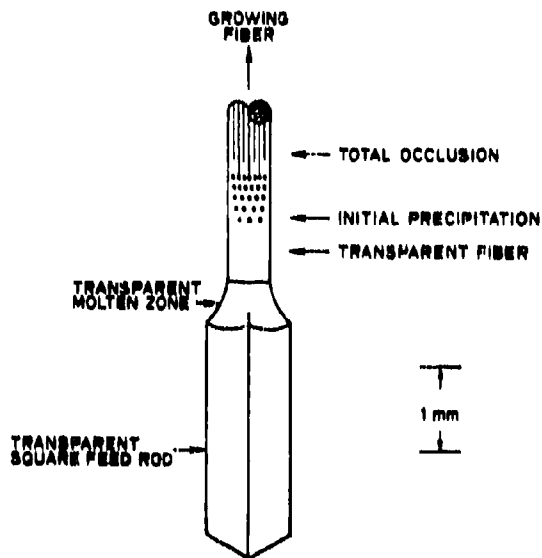 GROWING
FIBER
TOTAL OCCLUSION
INITIAL PRECIPITATION
TRANSPARENT FIBER
TRANSPARENT
MOLTEN ZONE
1 mm
TRANSPARENT
SQUARE FEED ROD